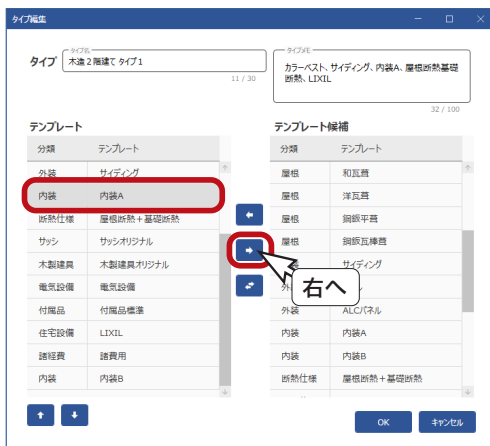 タイプ編集
タイプ
タイプ名
木造2階建て タイプ1
11 / 30
タイプメモ
カラーベスト、サイディング、内装A、屋根断熱基礎
断熱、LIXIL
32 / 100
テンプレート
分類 テンプレート
外装 サイディング
内装 内装A
断熱仕様 屋根断熱+基礎断熱
サッシ サッシオリジナル
木製建具 木製建具オリジナル
電気設備 電気設備
付属品 付属品標準
住宅設備 LIXIL
諸経費 諸費用
内装 内装B
テンプレート候補
分類 テンプレート
屋根 和瓦葺
屋根 洋瓦葺
屋根 銅鈑平葺
屋根 銅鈑瓦棒葺
サイディング
外
外装 ALCパネル
内装 内装A
内装 内装B
断熱仕様 屋根断熱+基礎断熱
右へ
OK
キャンセル